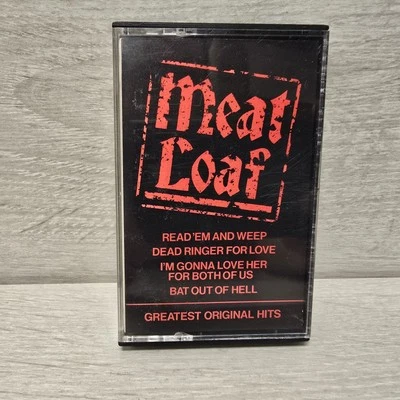 meat
Loaf
READ 'EM AND WEEP
DEAD RINGER FOR LOVE
I'M GONNA LOVE HER
FOR BOTH OF US
BAT OUT OF HELL
GREATEST ORIGINAL HITS